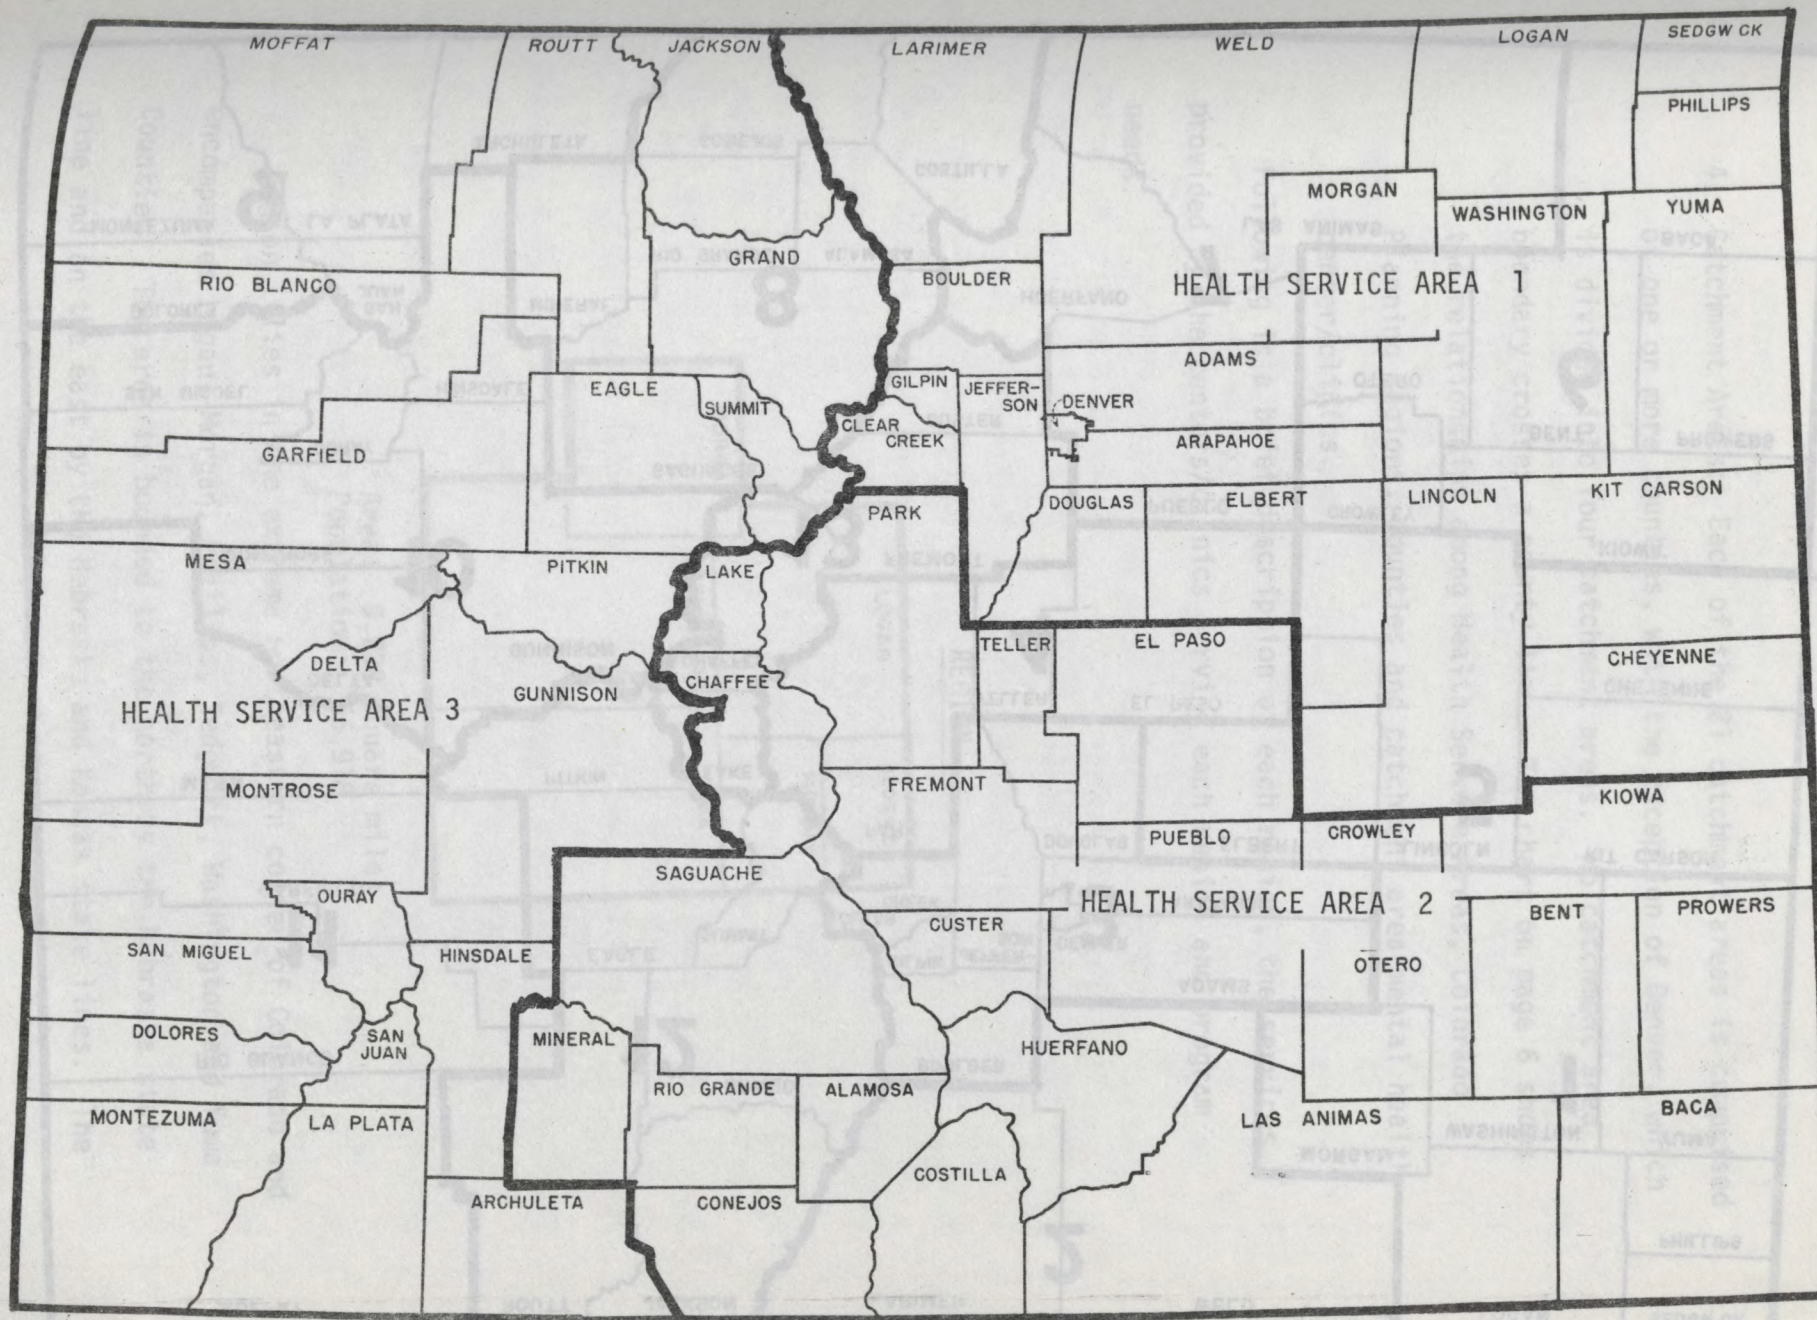 MOFFAT
ROUTT
JACKSON
LARIMER
WELD
LOGAN
SEDGW CK
PHILLIPS
MORGAN
WASHINGTON
YUMA
RIO BLANCO
GRAND
BOULDER
HEALTH SERVICE AREA 1
ADAMS
EAGLE
SUMMIT
GILPIN
JEFFER-
SON
DENVER
CLEAR
CREEK
ARAPAHOE
GARFIELD
PARK
DOUGLAS
ELBERT
LINCOLN
KIT CARSON
MESA
PITKIN
LAKE
TELLER
EL PASO
CHEYENNE
DELTA
GUNNISON
CHAFFEE
HEALTH SERVICE AREA 3
MONTROSE
FREMONT
KIOWA
PUEBLO
CROWLEY
SAGUACHE
OURAY
HEALTH SERVICE AREA 2
BENT
PROWERS
CUSTER
SAN MIGUEL
HINSDALE
OTERO
DOLORES
SAN
JUAN
MINERAL
HUERFANO
RIO GRANDE
ALAMOSA
MONTEZUMA
LA PLATA
LAS ANIMAS
BACA
COSTILLA
ARCHULETA
CONEJOS